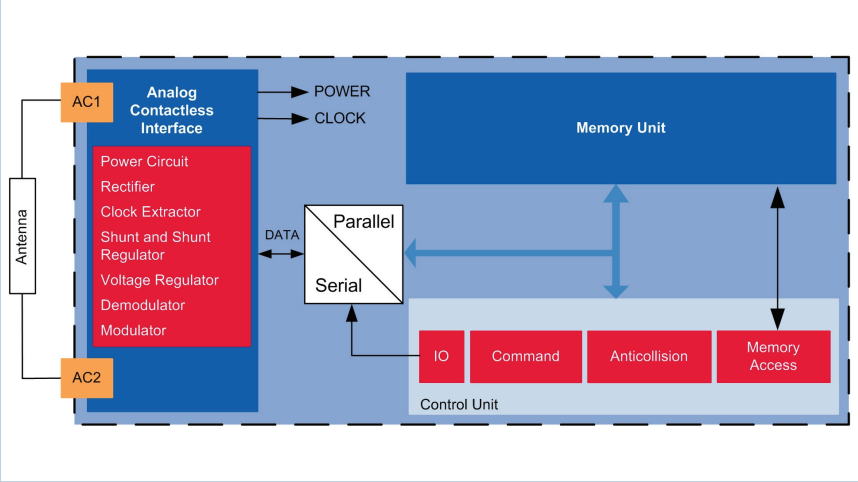 Antenna
AC1
AC2
Analog
Contactless
Interface
Power Circuit
Rectifier
Clock Extractor
Shunt and Shunt
Regulator
Voltage Regulator
Demodulator
Modulator
POWER
CLOCK
DATA
Parallel
Serial
Memory Unit
IO
Command
Anticollision
Memory
Access
Control Unit